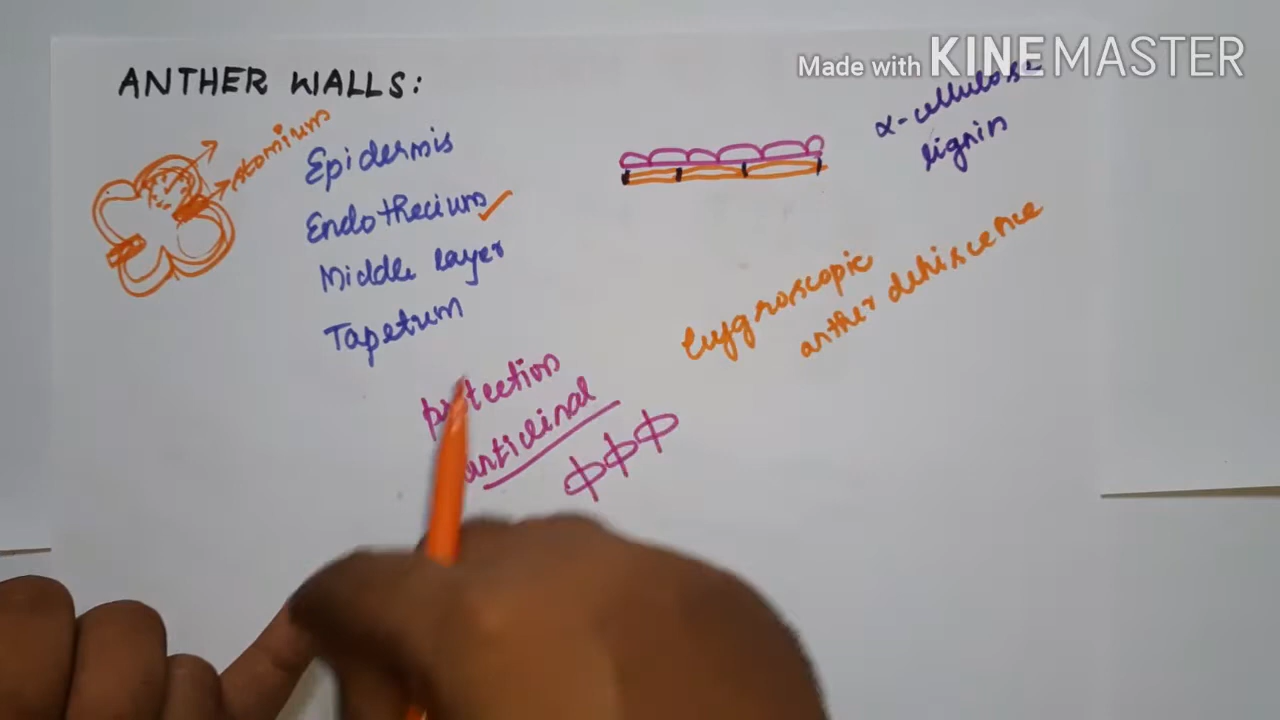 Made with KINEMASTER
ANTHER WALLS:
stomium
Epidermis
Endothecium
Middle layer
Tapetum
α-cellulose
lignin
hygroscopic
anther dehiscence
protection
anticlinal